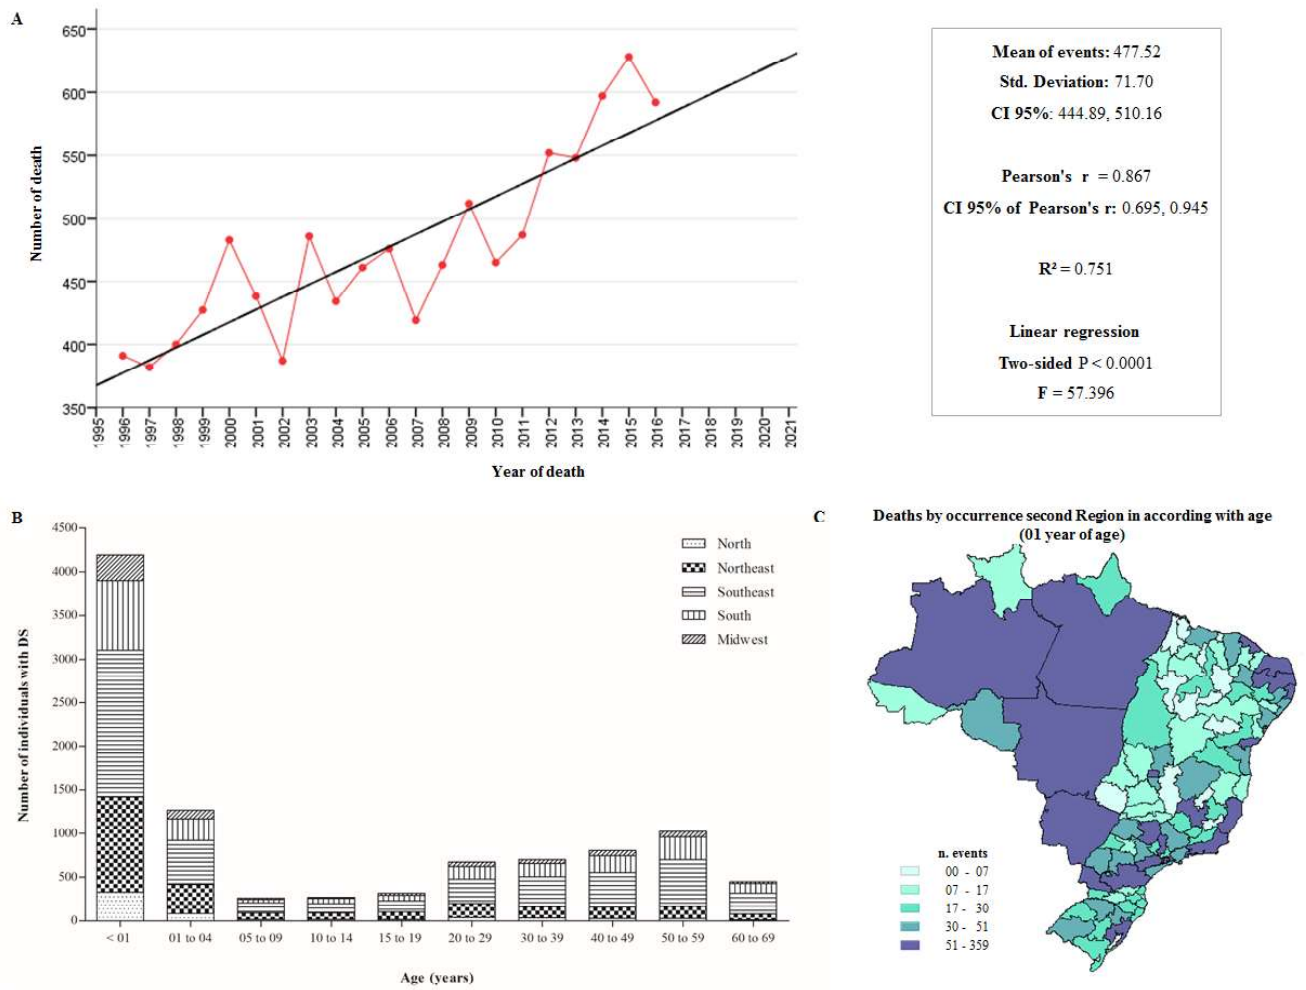 A
650
600
550
500
450
400
350
Number of death
1995 1996 1997 1998 1999 2000 2001 2002 2003 2004 2005 2006 2007 2008 2009 2010 2011 2012 2013 2014 2015 2016 2017 2018 2019 2020 2021
Year of death
Mean of events: 477.52
Std. Deviation: 71.70
CI 95%: 444.89, 510.16
Pearson's r = 0.867
CI 95% of Pearson's r: 0.695, 0.945
R² = 0.751
Linear regression
Two-sided P < 0.0001
F = 57.396
B
4500
4000
3500
3000
2500
2000
1500
1000
500
0
Number of individuals with DS
North
Northeast
Southeast
South
Midwest
< 01 01 to 04 05 to 09 10 to 14 15 to 19 20 to 29 30 to 39 40 to 49 50 to 59 60 to 69
Age (years)
C
Deaths by occurrence second Region in according with age
(01 year of age)
n. events
00 - 07
07 - 17
17 - 30
30 - 51
51 - 359